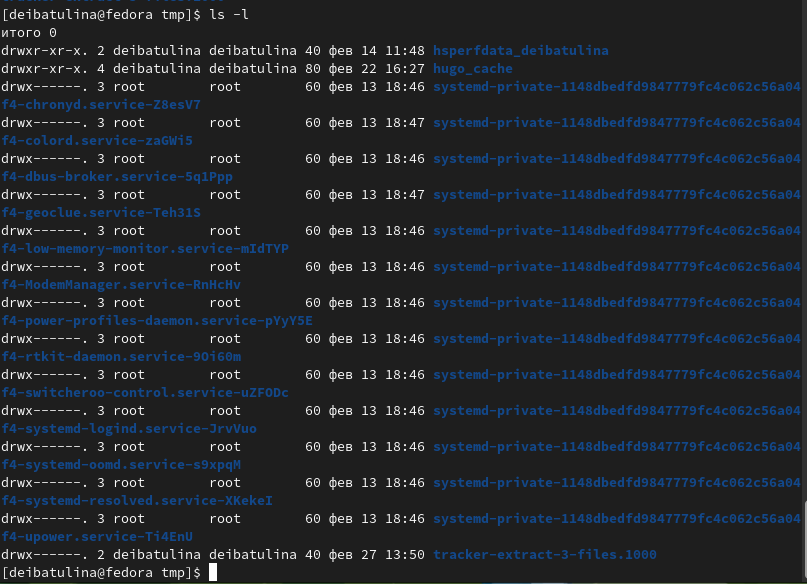 [deibatulina@fedora tmp]$ ls -l
итого 0
drwxr-xr-x. 2 deibatulina deibatulina 40 фев 14 11:48 hsperfdata_deibatulina
drwxr-xr-x. 4 deibatulina deibatulina 80 фев 22 16:27 hugo_cache
drwx------. 3 root        root        60 фев 13 18:46 systemd-private-1148dbedfd9847779fc4c062c56a04
f4-chronyd.service-Z8esV7
drwx------. 3 root        root        60 фев 13 18:47 systemd-private-1148dbedfd9847779fc4c062c56a04
f4-colord.service-zaGWi5
drwx------. 3 root        root        60 фев 13 18:46 systemd-private-1148dbedfd9847779fc4c062c56a04
f4-dbus-broker.service-5q1Ppp
drwx------. 3 root        root        60 фев 13 18:47 systemd-private-1148dbedfd9847779fc4c062c56a04
f4-geoclue.service-Teh31S
drwx------. 3 root        root        60 фев 13 18:46 systemd-private-1148dbedfd9847779fc4c062c56a04
f4-low-memory-monitor.service-mIdTYP
drwx------. 3 root        root        60 фев 13 18:46 systemd-private-1148dbedfd9847779fc4c062c56a04
f4-ModemManager.service-RnHcHv
drwx------. 3 root        root        60 фев 13 18:46 systemd-private-1148dbedfd9847779fc4c062c56a04
f4-power-profiles-daemon.service-pYyY5E
drwx------. 3 root        root        60 фев 13 18:46 systemd-private-1148dbedfd9847779fc4c062c56a04
f4-rtkit-daemon.service-9Oi60m
drwx------. 3 root        root        60 фев 13 18:46 systemd-private-1148dbedfd9847779fc4c062c56a04
f4-switcheroo-control.service-uZFODc
drwx------. 3 root        root        60 фев 13 18:46 systemd-private-1148dbedfd9847779fc4c062c56a04
f4-systemd-logind.service-JrvVuo
drwx------. 3 root        root        60 фев 13 18:46 systemd-private-1148dbedfd9847779fc4c062c56a04
f4-systemd-oomd.service-s9xpqM
drwx------. 3 root        root        60 фев 13 18:46 systemd-private-1148dbedfd9847779fc4c062c56a04
f4-systemd-resolved.service-XKekeI
drwx------. 3 root        root        60 фев 13 18:46 systemd-private-1148dbedfd9847779fc4c062c56a04
f4-upower.service-Ti4EnU
drwx------. 2 deibatulina deibatulina 40 фев 27 13:50 tracker-extract-3-files.1000
[deibatulina@fedora tmp]$